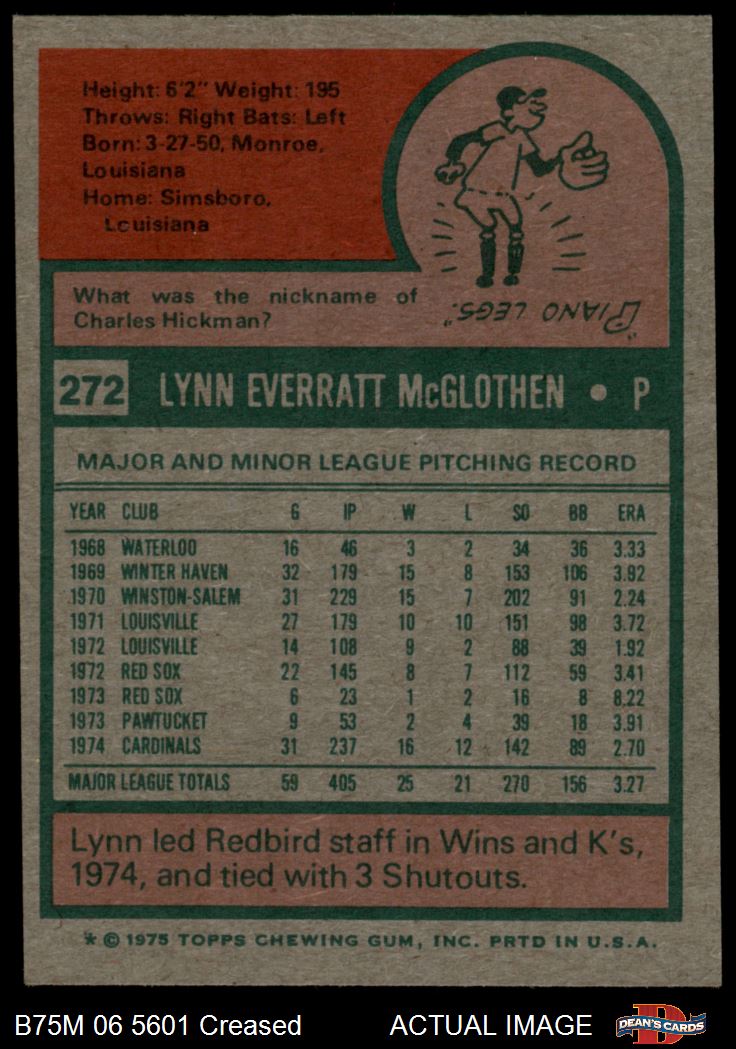 Height: 6'2" Weight: 195
Throws: Right Bats: Left
Born: 3-27-50, Monroe,
Louisiana
Home: Simsboro,
Louisiana
What was the nickname of
Charles Hickman?
"PIANO LEGS."
272 LYNN EVERRATT McGLOTHEN • P
MAJOR AND MINOR LEAGUE PITCHING RECORD
YEAR CLUB G IP W L SO BB ERA
1968 WATERLOO 16 46 3 2 34 36 3.33
1969 WINTER HAVEN 32 179 15 8 153 106 3.92
1970 WINSTON-SALEM 31 229 15 7 202 91 2.24
1971 LOUISVILLE 27 179 10 10 151 98 3.72
1972 LOUISVILLE 14 108 9 2 88 39 1.92
1972 RED SOX 22 145 8 7 112 59 3.41
1973 RED SOX 6 23 1 2 16 8 8.22
1973 PAWTUCKET 9 53 2 4 39 18 3.91
1974 CARDINALS 31 237 16 12 142 89 2.70
MAJOR LEAGUE TOTALS 59 405 25 21 270 156 3.27
Lynn led Redbird staff in Wins and K's,
1974, and tied with 3 Shutouts.
* © 1975 TOPPS CHEWING GUM, INC. PRTD IN U.S.A.
B75M 06 5601 Creased ACTUAL IMAGE D DEAN'S CARDS